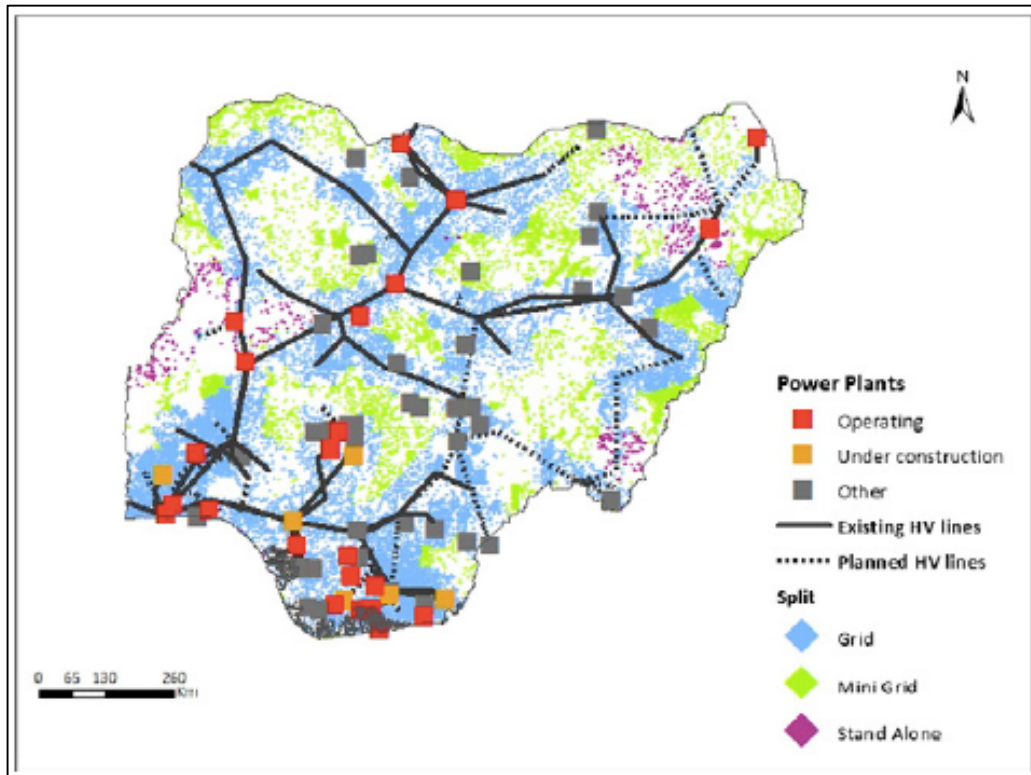 N
Power Plants
Operating
Under construction
Other
Existing HV lines
Planned HV lines
Split
Grid
Mini Grid
Stand Alone
0 65 130 260
Km